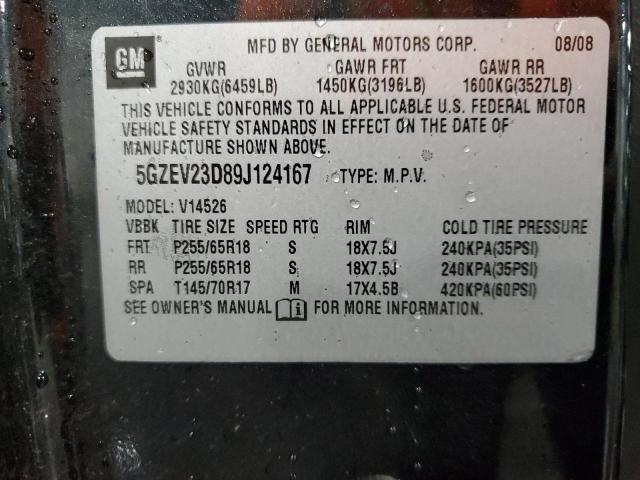 GM
MFD BY GENERAL MOTORS CORP. 08/08
GVWR GAWR FRT GAWR RR
2930KG(6459LB) 1450KG(3196LB) 1600KG(3527LB)
THIS VEHICLE CONFORMS TO ALL APPLICABLE U.S. FEDERAL MOTOR
VEHICLE SAFETY STANDARDS IN EFFECT ON THE DATE OF
MANUFACTURE SHOWN ABOVE.
5GZEV23D89J124167 TYPE: M.P.V.
MODEL: V14526
VBBK TIRE SIZE SPEED RTG RIM COLD TIRE PRESSURE
FRT P255/65R18 S 18X7.5J 240KPA(35PSI)
RR P255/65R18 S 18X7.5J 240KPA(35PSI)
SPA T145/70R17 M 17X4.5B 420KPA(60PSI)
SEE OWNER'S MANUAL i FOR MORE INFORMATION.